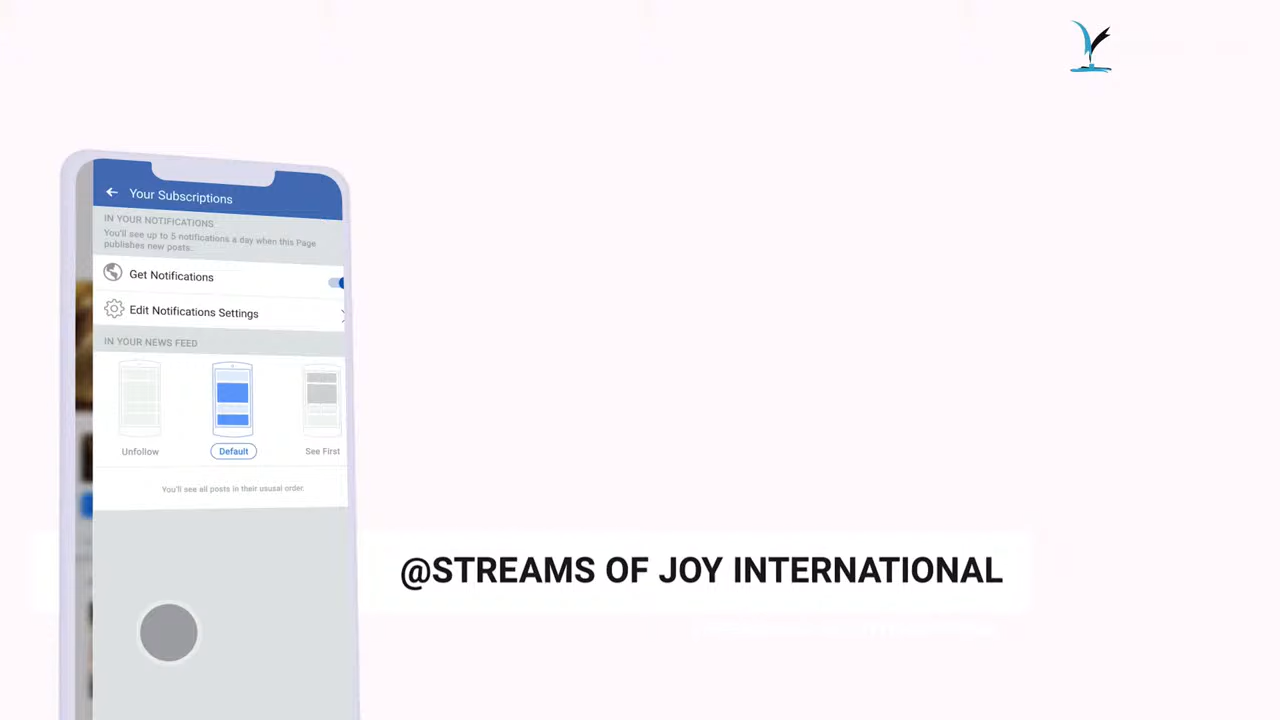 Your Subscriptions
IN YOUR NOTIFICATIONS
You'll see up to 5 notifications a day when this Page
publishes new posts.
Get Notifications
Edit Notifications Settings
IN YOUR NEWS FEED
Unfollow
Default
See First
You'll see all posts in their ususal order.
@STREAMS OF JOY INTERNATIONAL